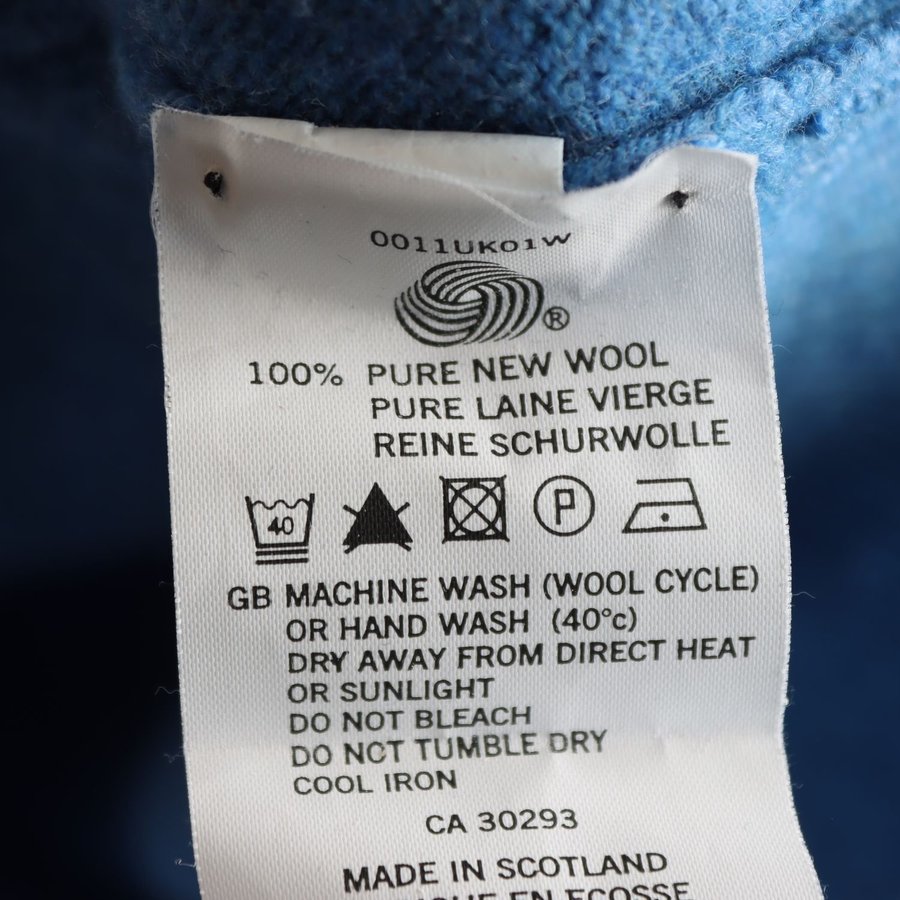 0011UK01W
®
100% PURE NEW WOOL
PURE LAINE VIERGE
REINE SCHURWOLLE
40 P
GB MACHINE WASH (WOOL CYCLE)
OR HAND WASH (40°c)
DRY AWAY FROM DIRECT HEAT
OR SUNLIGHT
DO NOT BLEACH
DO NOT TUMBLE DRY
COOL IRON
CA 30293
MADE IN SCOTLAND
EN ECOSSE